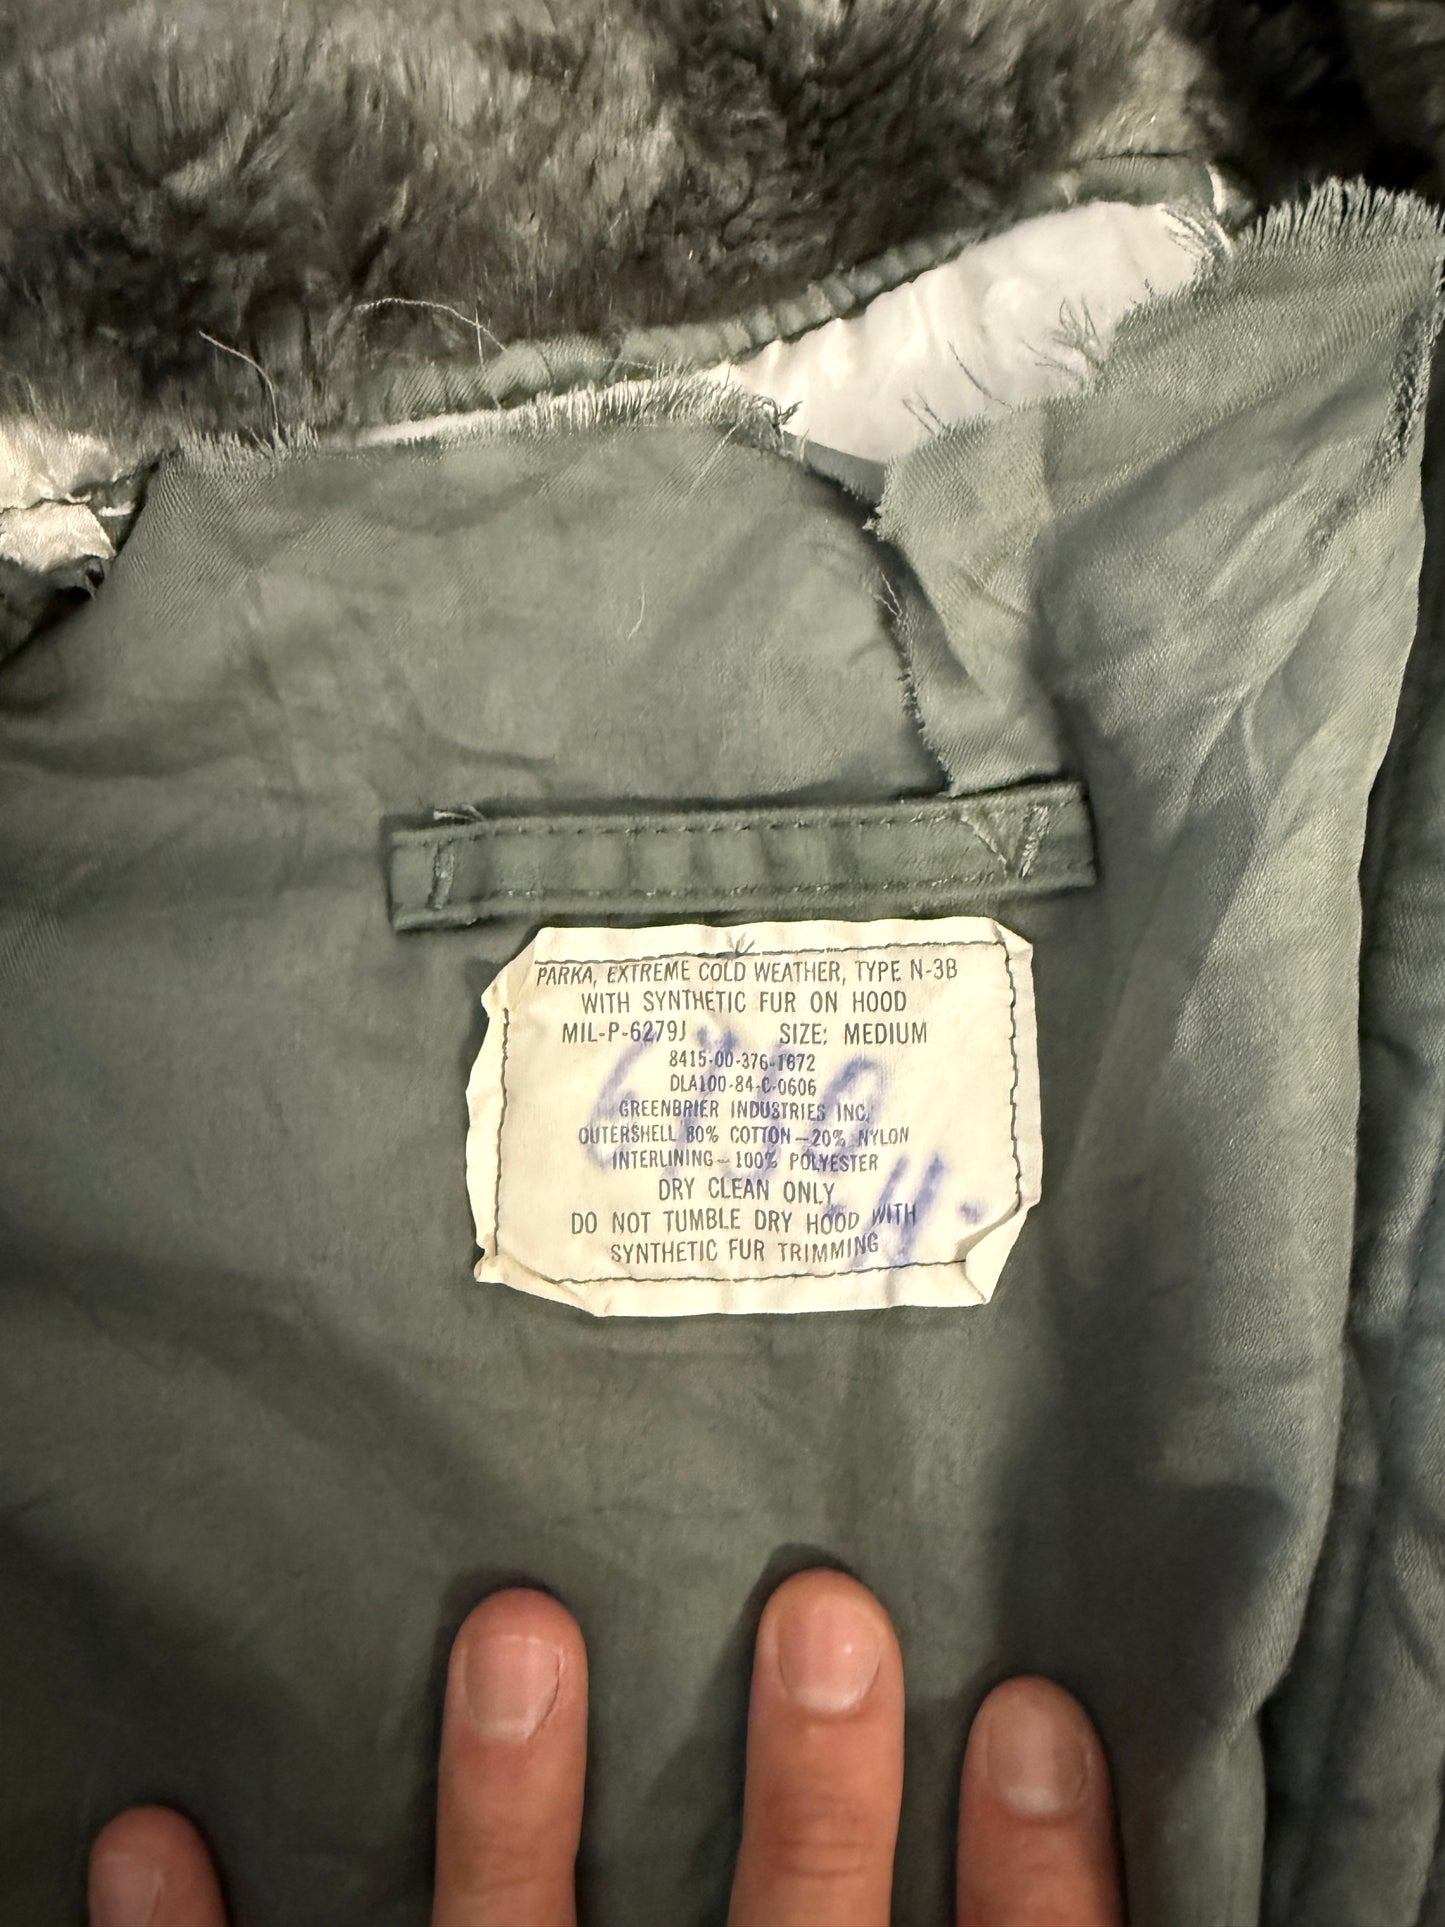 PARKA, EXTREME COLD WEATHER, TYPE N-3B
WITH SYNTHETIC FUR ON HOOD
MIL-P-6279J SIZE: MEDIUM
8415-00-376-1672
DLA100-84-C-0606
GREENBRIER INDUSTRIES INC.
OUTERSHELL 80% COTTON—20% NYLON
INTERLINING—100% POLYESTER
DRY CLEAN ONLY
DO NOT TUMBLE DRY HOOD WITH
SYNTHETIC FUR TRIMMING